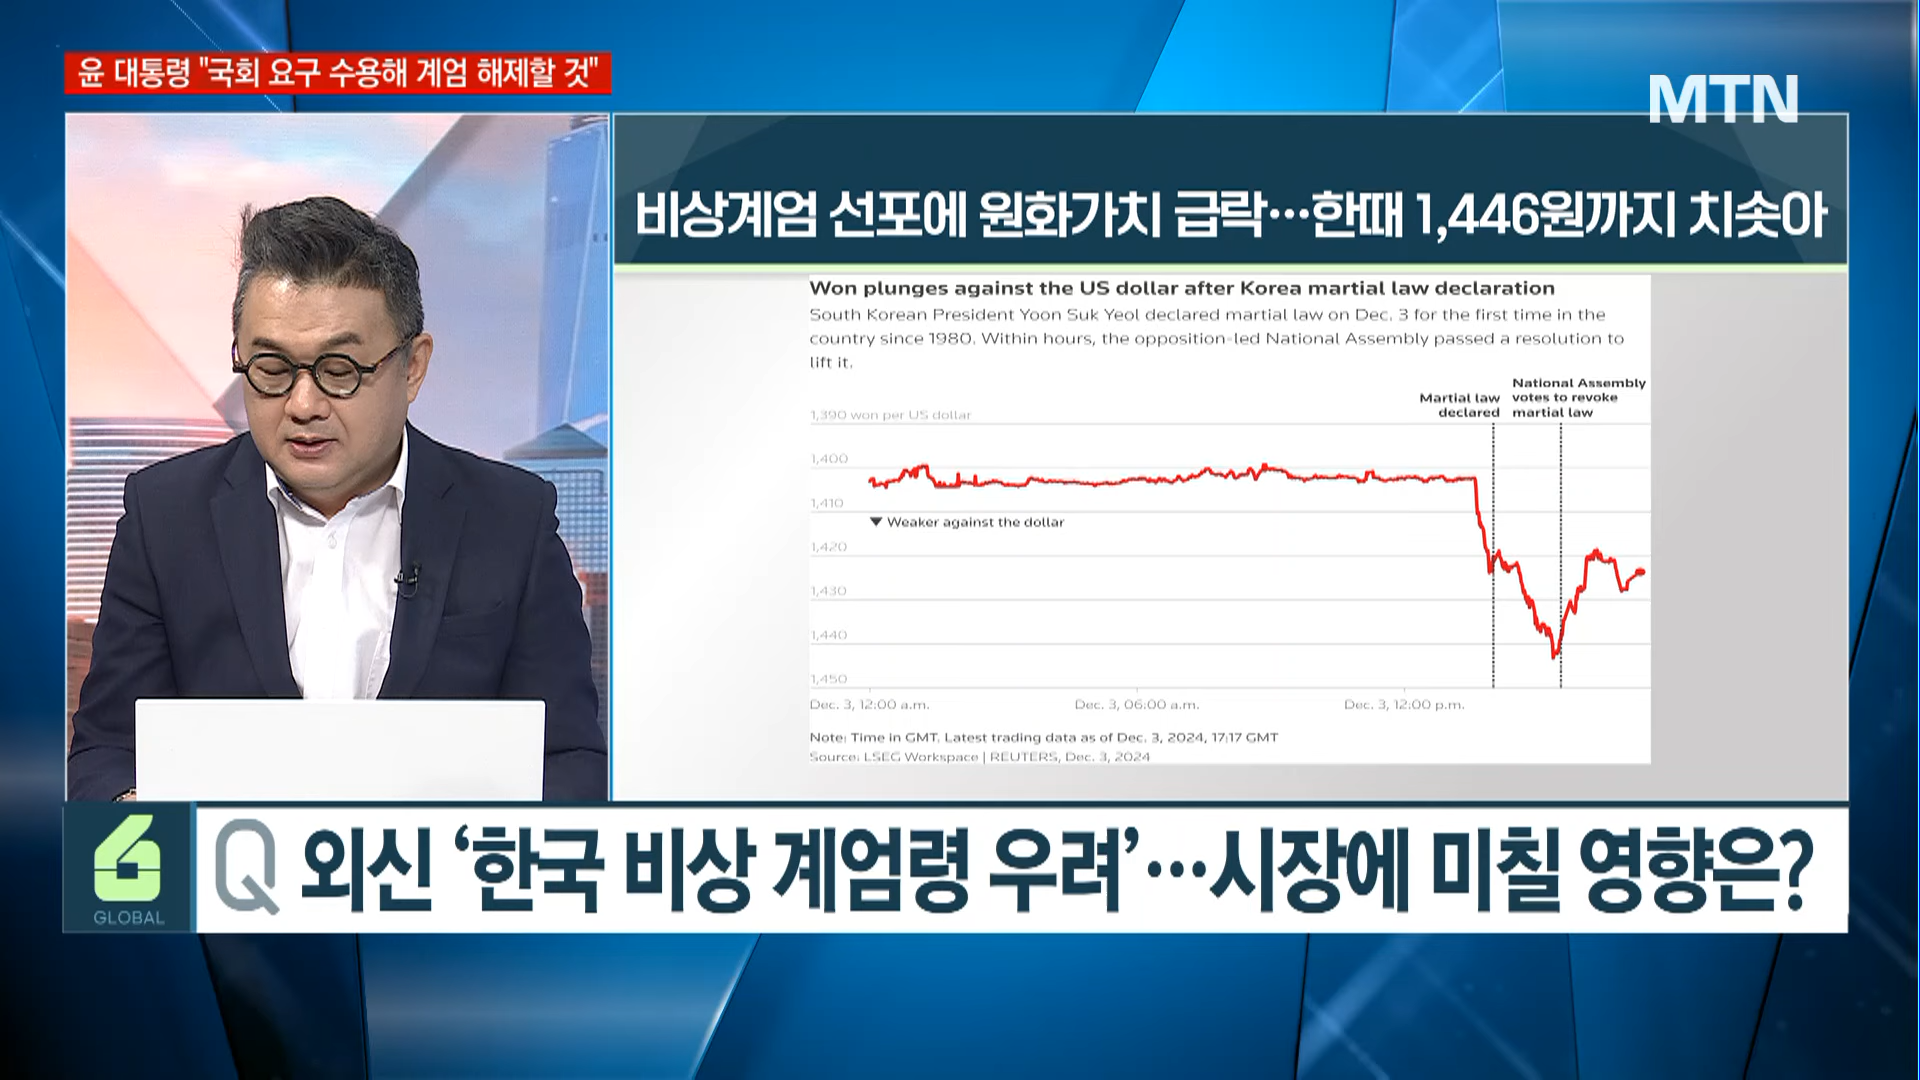 윤 대통령 "국회 요구 수용해 계엄 해제할 것"
MTN
비상계엄 선포에 원화가치 급락…한때 1,446원까지 치솟아
Won plunges against the US dollar after Korea martial law declaration
South Korean President Yoon Suk Yeol declared martial law on Dec. 3 for the first time in the
country since 1980. Within hours, the opposition-led National Assembly passed a resolution to
lift it.
Martial law
declared
National Assembly
votes to revoke
martial law
1,390 won per US dollar
1,400
1,410
▼ Weaker against the dollar
1,420
1,430
1,440
1,450
Dec. 3, 12:00 a.m.
Dec. 3, 06:00 a.m.
Dec. 3, 12:00 p.m.
Note: Time in GMT. Latest trading data as of Dec. 3, 2024, 17:17 GMT
Source: LSEG Workspace | REUTERS, Dec. 3, 2024
6
GLOBAL
Q 외신 ‘한국 비상 계엄령 우려’…시장에 미칠 영향은?